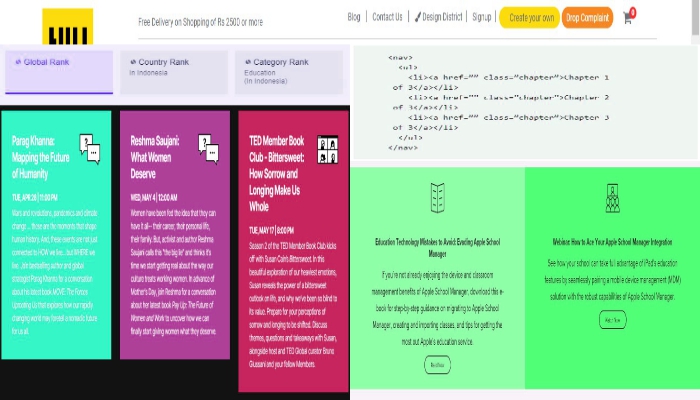 Free Delivery on Shopping of Rs 2500 or more
Blog | Contact Us | Design District | Signup | Create your own Drop Complaint
0
Global Rank
Country Rank
In Indonesia
Category Rank
Education
(In Indonesia)
<nav>
<ul>
<li><a href="" class="chapter">Chapter 1
of 3</a></li>
<li><a href="" class="chapter">Chapter 2
of 3</a></li>
<li><a href="" class="chapter">Chapter 3
of 3</a></li>
</ul>
</nav>
Parag Khanna:
Mapping the Future
of Humanity
TUE, APR 26 | 11:00 PM
Wars and revolutions, pandemics and climate
change ... these are the moments that shape
human history. And, these events are not just
connected to HOW we live... but WHERE we
live. Join bestselling author and global
strategist Parag Khanna for a conversation
about his latest book MOVE: The Forces
Uprooting Us that explores how our rapidly
changing world may foretell a nomadic future
for us all.
Reshma Saujani:
What Women
Deserve
WED, MAY 4 | 12:00 AM
Women have been fed the idea that they can
have it all— their career, their personal life,
their family. But, activist and author Reshma
Saujani calls this "the big lie" and thinks it's
time we start getting real about the way our
culture treats working women. In advance of
Mother's Day, join Reshma for a conversation
about her latest book Pay Up: The Future of
Women and Work to uncover how we can
finally start giving women what they deserve.
TED Member Book
Club - Bittersweet:
How Sorrow and
Longing Make Us
Whole
TUE, MAY 17 | 8:00 PM
Season 2 of the TED Member Book Club kicks
off with Susan Cain's Bittersweet. In this
beautiful exploration of our heaviest emotions,
Susan reveals the power of a bittersweet
outlook on life, and why we've been so blind to
its value. Prepare for your perceptions of
sorrow and longing to be shifted. Discuss
themes, questions and takeaways with Susan,
alongside host and TED Global curator Bruno
Giussani and your fellow Members.
Education Technology Mistakes to Avoid: Evading Apple School
Manager
If you're not already enjoying the device and classroom
management benefits of Apple School Manager, download this e-
book for step-by-step guidance on migrating to Apple School
Manager, creating and importing classes, and tips for getting the
most out Apple's education service.
Read Now
Webinar: How to Ace Your Apple School Manager Integration
See how your school can take full advantage of iPad's education
features by seamlessly pairing a mobile device management (MDM)
solution with the robust capabilities of Apple School Manager.
Watch Now